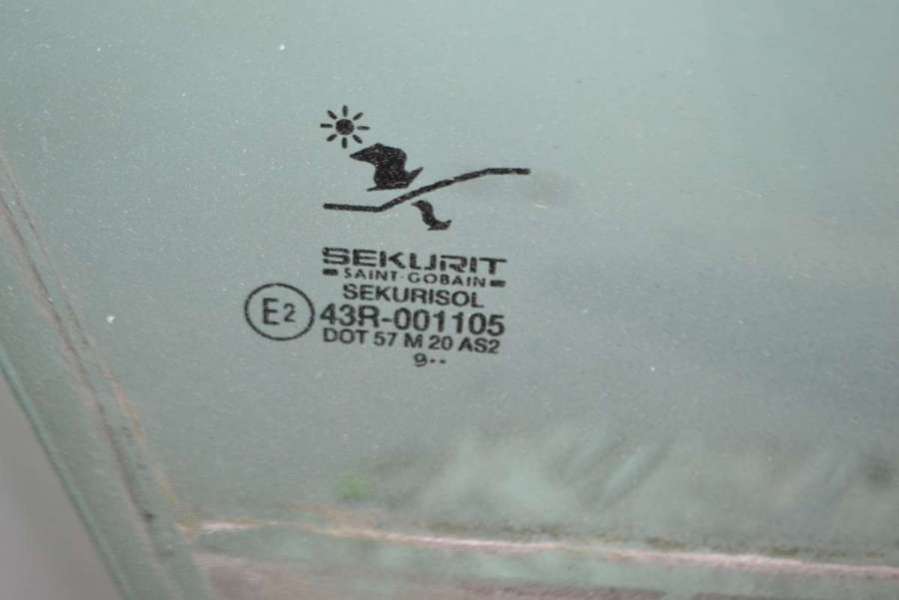 SEKURIT
SAINT-GOBAIN
SEKURISOL
E2 43R-001105
DOT 57 M 20 AS2
9··